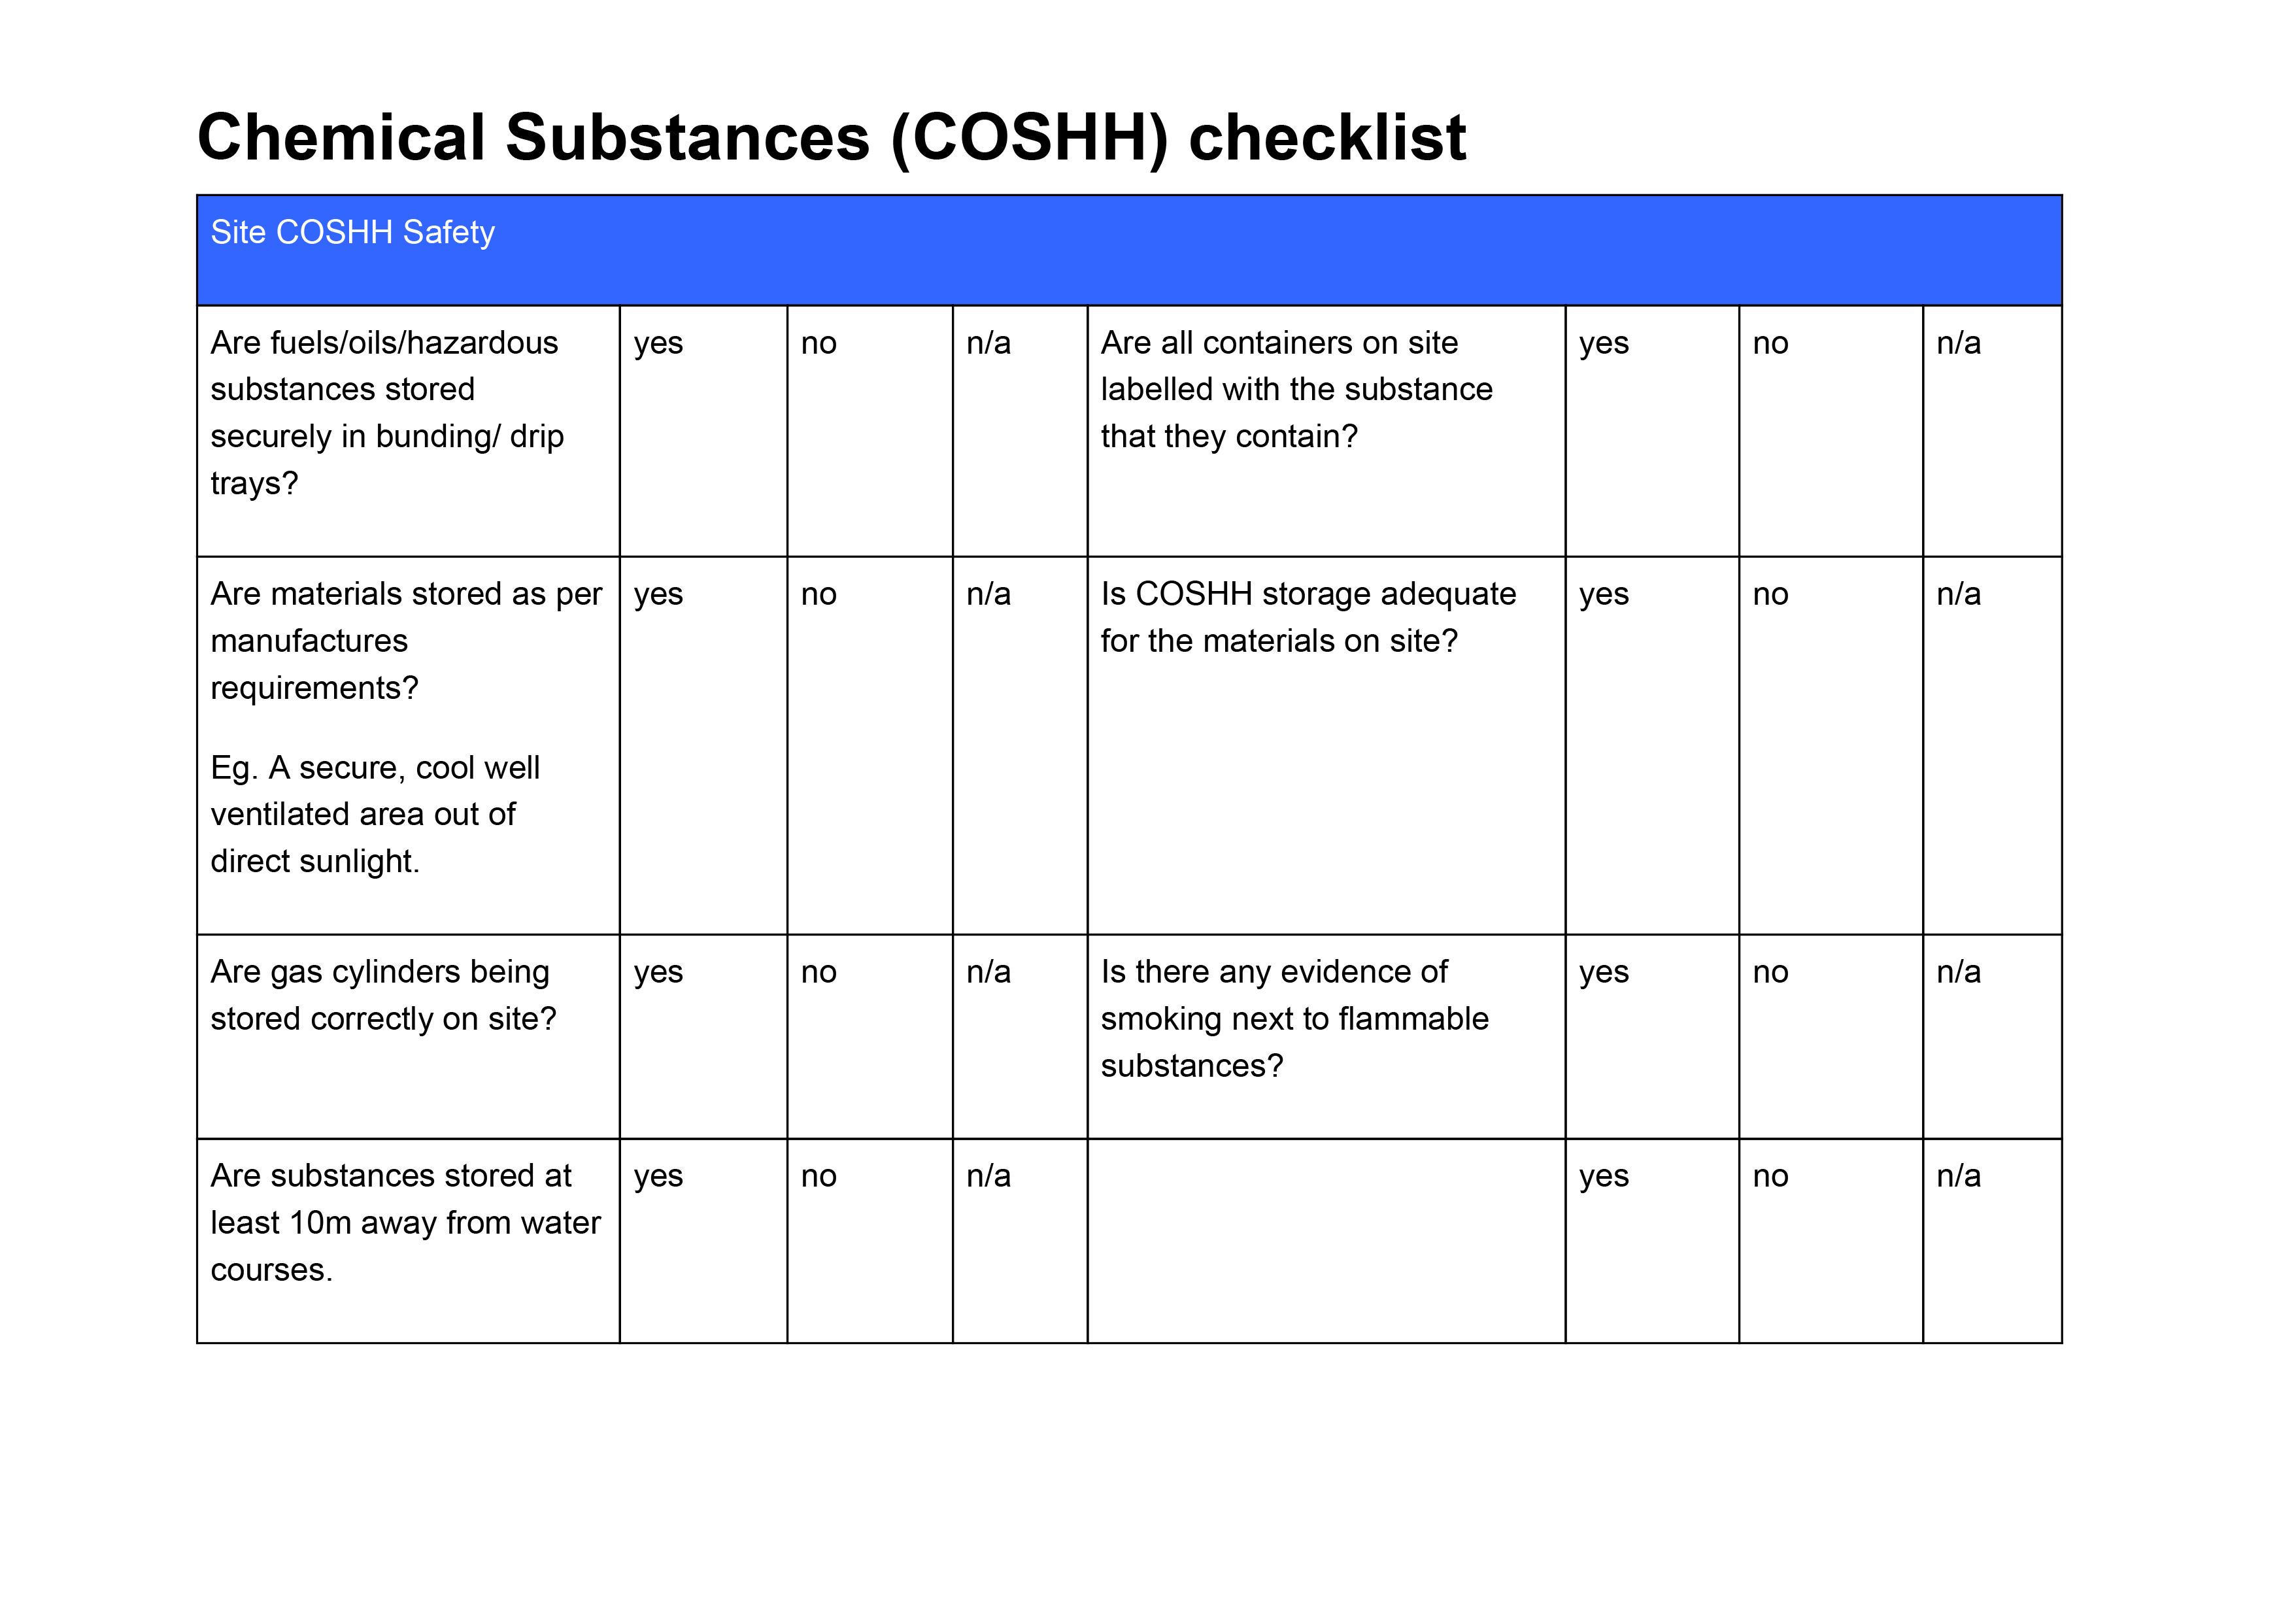 Chemical Substances (COSHH) checklist
Site COSHH Safety
Are fuels/oils/hazardous
substances stored
securely in bunding/ drip
trays?
yes
no
n/a
Are all containers on site
labelled with the substance
that they contain?
yes
no
n/a
Are materials stored as per
manufactures
requirements?
Eg. A secure, cool well
ventilated area out of
direct sunlight.
yes
no
n/a
Is COSHH storage adequate
for the materials on site?
yes
no
n/a
Are gas cylinders being
stored correctly on site?
yes
no
n/a
Is there any evidence of
smoking next to flammable
substances?
yes
no
n/a
Are substances stored at
least 10m away from water
courses.
yes
no
n/a
yes
no
n/a